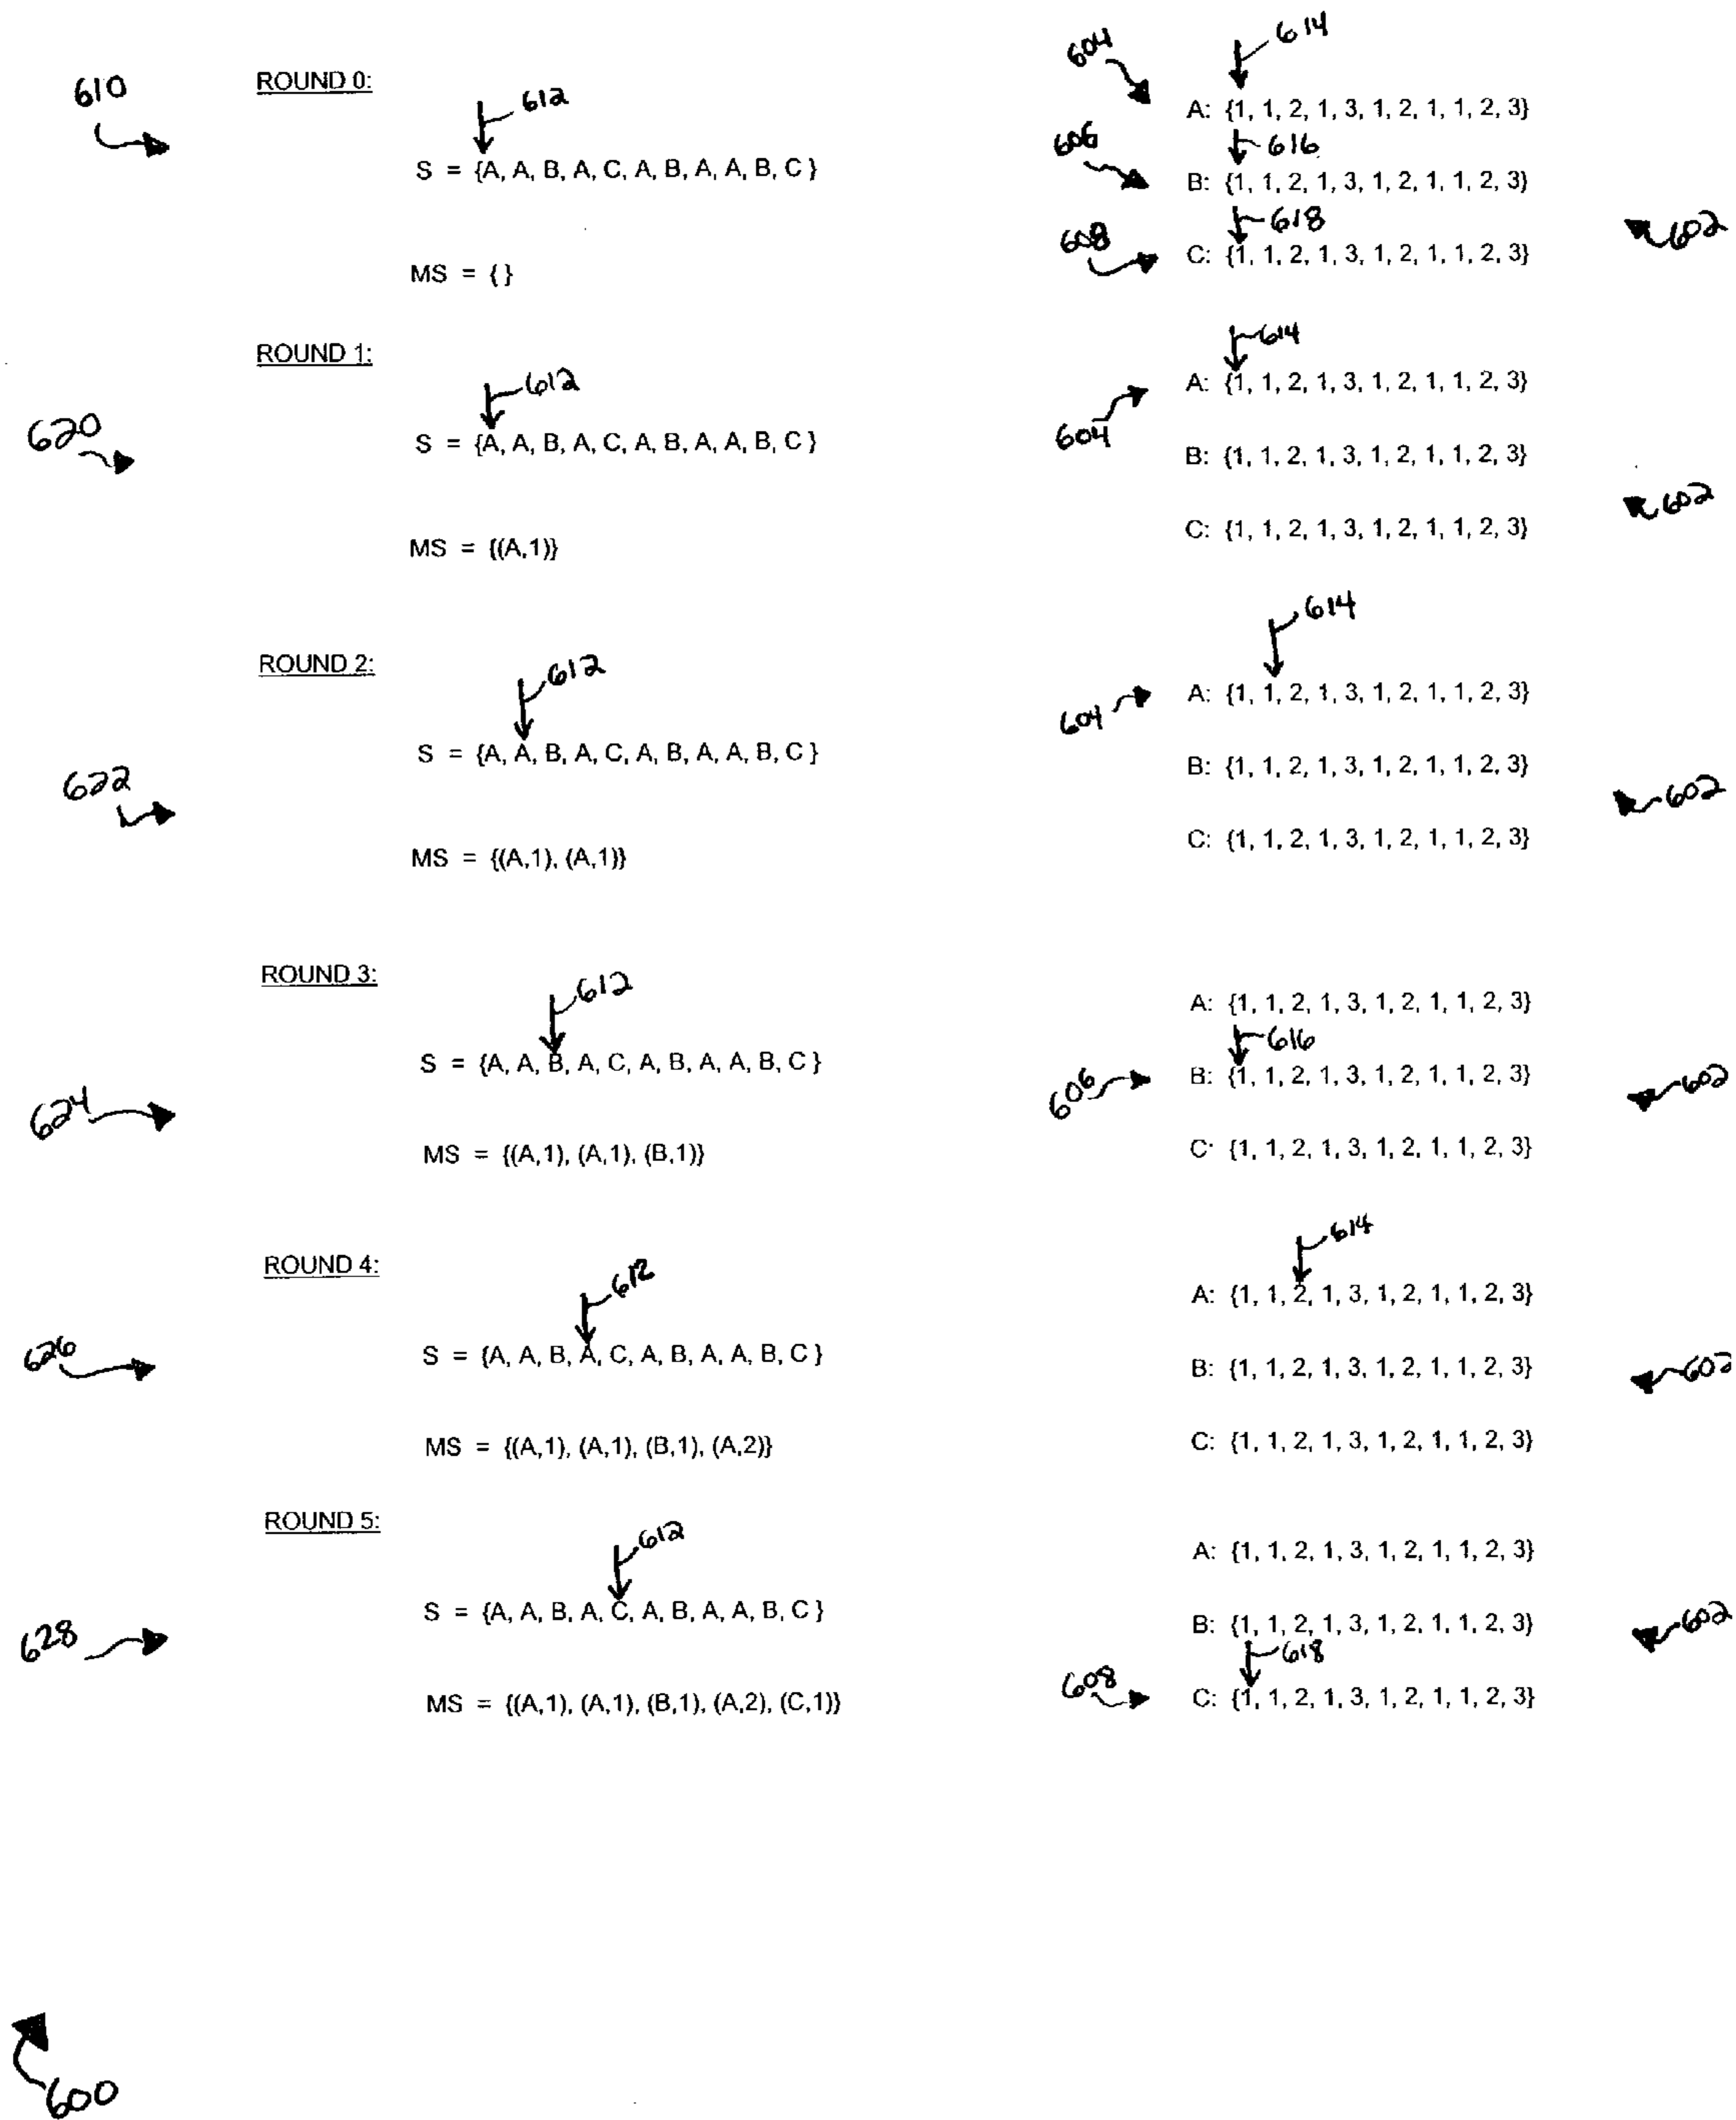 604 614
610 ROUND 0:
612
A: {1, 1, 2, 1, 3, 1, 2, 1, 1, 2, 3}
606 616
S = {A, A, B, A, C, A, B, A, A, B, C }
B: {1, 1, 2, 1, 3, 1, 2, 1, 1, 2, 3}
608 618 602
C: {1, 1, 2, 1, 3, 1, 2, 1, 1, 2, 3}
MS = { }
614
ROUND 1:
612
A: {1, 1, 2, 1, 3, 1, 2, 1, 1, 2, 3}
620
S = {A, A, B, A, C, A, B, A, A, B, C }
604
B: {1, 1, 2, 1, 3, 1, 2, 1, 1, 2, 3}
602
C: {1, 1, 2, 1, 3, 1, 2, 1, 1, 2, 3}
MS = {(A,1)}
614
ROUND 2:
612
604
A: {1, 1, 2, 1, 3, 1, 2, 1, 1, 2, 3}
S = {A, A, B, A, C, A, B, A, A, B, C }
B: {1, 1, 2, 1, 3, 1, 2, 1, 1, 2, 3}
622 602
C: {1, 1, 2, 1, 3, 1, 2, 1, 1, 2, 3}
MS = {(A,1), (A,1)}
ROUND 3:
612
A: {1, 1, 2, 1, 3, 1, 2, 1, 1, 2, 3}
616
S = {A, A, B, A, C, A, B, A, A, B, C }
606 B: {1, 1, 2, 1, 3, 1, 2, 1, 1, 2, 3} 602
624
MS = {(A,1), (A,1), (B,1)}
C: {1, 1, 2, 1, 3, 1, 2, 1, 1, 2, 3}
614
ROUND 4:
612
A: {1, 1, 2, 1, 3, 1, 2, 1, 1, 2, 3}
626
S = {A, A, B, A, C, A, B, A, A, B, C }
B: {1, 1, 2, 1, 3, 1, 2, 1, 1, 2, 3} 602
MS = {(A,1), (A,1), (B,1), (A,2)}
C: {1, 1, 2, 1, 3, 1, 2, 1, 1, 2, 3}
ROUND 5:
612
A: {1, 1, 2, 1, 3, 1, 2, 1, 1, 2, 3}
S = {A, A, B, A, C, A, B, A, A, B, C }
B: {1, 1, 2, 1, 3, 1, 2, 1, 1, 2, 3} 602
628 618
608 C: {1, 1, 2, 1, 3, 1, 2, 1, 1, 2, 3}
MS = {(A,1), (A,1), (B,1), (A,2), (C,1)}
600